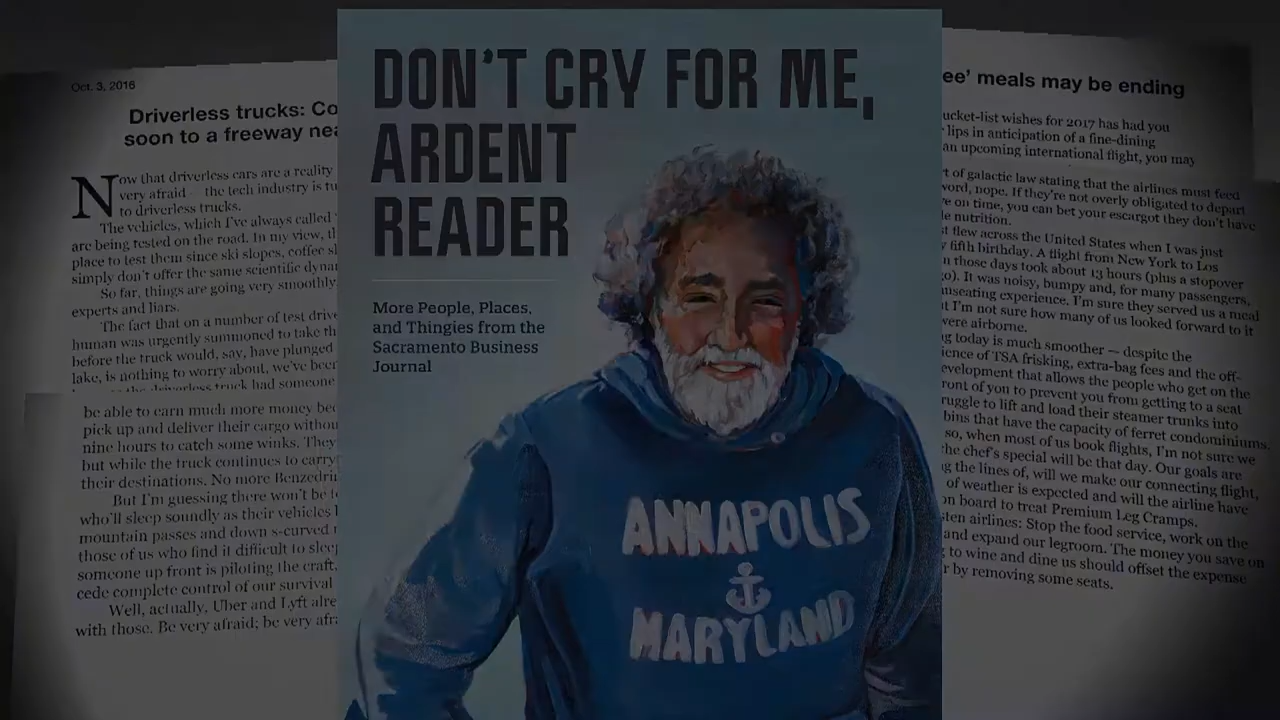 Oct. 3, 2016
Driverless trucks: Co
soon to a freeway nea
Now that driverless cars are a reality
very afraid — the tech industry is tu
to driverless trucks.
The vehicles, which I've always called
are being tested on the road. In my view, th
place to test them since ski slopes, coffee sl
simply don't offer the same scientific dynar
So far, things are going very smoothly,
experts and liars.
The fact that on a number of test drive
human was urgently summoned to take th
before the truck would, say, have plunged
lake, is nothing to worry about, we've been
the driverless truck had someone
be able to earn much more money bec
pick up and deliver their cargo withou
nine hours to catch some winks. They
but while the truck continues to carry
their destinations. No more Benzedrin
But I'm guessing there won't be
who'll sleep soundly as their vehicles
mountain passes and down s-curved
those of us who find it difficult to sleep
someone up front is piloting the craft.
cede complete control of our survival
Well, actually, Uber and Lyft alre
with those. Be very afraid; be very afra
DON'T CRY FOR ME,
ARDENT
READER
More People, Places,
and Thingies from the
Sacramento Business
Journal
ANNAPOLIS
MARYLAND
ee' meals may be ending
ucket-list wishes for 2017 has had you
lips in anticipation of a fine-dining
an upcoming international flight, you may
rt of galactic law stating that the airlines must feed
word, nope. If they're not overly obligated to depart
re on time, you can bet your escargot they don't have
le nutrition.
st flew across the United States when I was just
y fifth birthday. A flight from New York to Los
n those days took about 13 hours (plus a stopover
go). It was noisy, bumpy and, for many passengers,
useating experience. I'm sure they served us a meal
t I'm not sure how many of us looked forward to it
were airborne.
g today is much smoother — despite the
ience of TSA frisking, extra-bag fees and the off-
evelopment that allows the people who get on the
ront of you to prevent you from getting to a seat
ruggle to lift and load their steamer trunks into
bins that have the capacity of ferret condominiums.
so, when most of us book flights, I'm not sure we
the chef's special will be that day. Our goals are
g the lines of, will we make our connecting flight,
of weather is expected and will the airline have
on board to treat Premium Leg Cramps.
ten airlines: Stop the food service, work on the
and expand our legroom. The money you save on
g to wine and dine us should offset the expense
r by removing some seats.